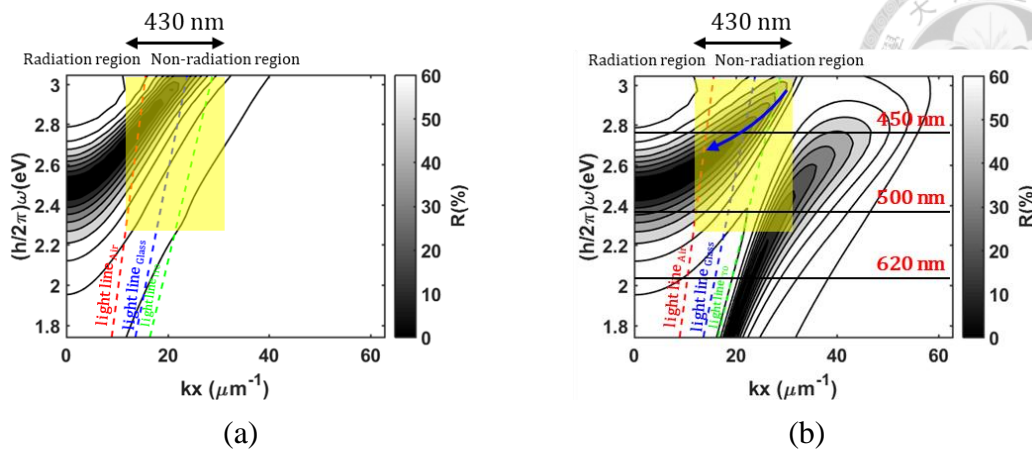 430 nm
Radiation region Non-radiation region
(h/2π)ω(eV)
3
2.8
2.6
2.4
2.2
2
1.8
0 20 40 60
kx (μm⁻¹)
light line Air
light line Glass
light line
60
50
40
30
20
10
0
R(%)
(a)
430 nm
Radiation region Non-radiation region
(h/2π)ω(eV)
3
2.8
2.6
2.4
2.2
2
1.8
0 20 40 60
kx (μm⁻¹)
light line Air
light line Glass
light line
450 nm
500 nm
620 nm
60
50
40
30
20
10
0
R(%)
(b)
大